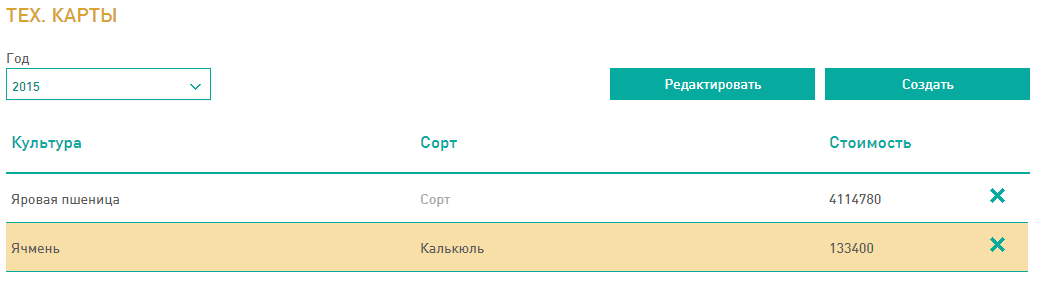 ТЕХ. КАРТЫ
Год
2015
Редактировать Создать
Культура Сорт Стоимость
Яровая пшеница Сорт 4114780
Ячмень Калькюль 133400